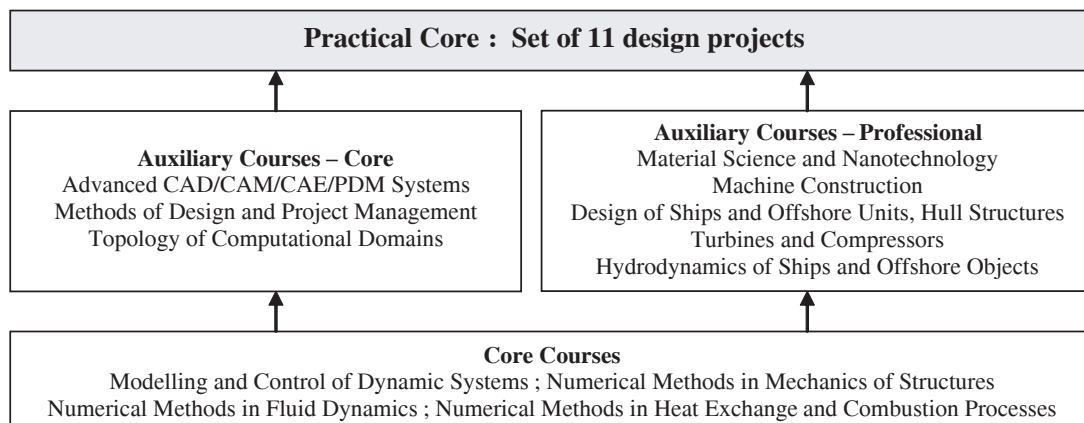 Practical Core : Set of 11 design projects
Auxiliary Courses – Core
Advanced CAD/CAM/CAE/PDM Systems
Methods of Design and Project Management
Topology of Computational Domains
Auxiliary Courses – Professional
Material Science and Nanotechnology
Machine Construction
Design of Ships and Offshore Units, Hull Structures
Turbines and Compressors
Hydrodynamics of Ships and Offshore Objects
Core Courses
Modelling and Control of Dynamic Systems ; Numerical Methods in Mechanics of Structures
Numerical Methods in Fluid Dynamics ; Numerical Methods in Heat Exchange and Combustion Processes